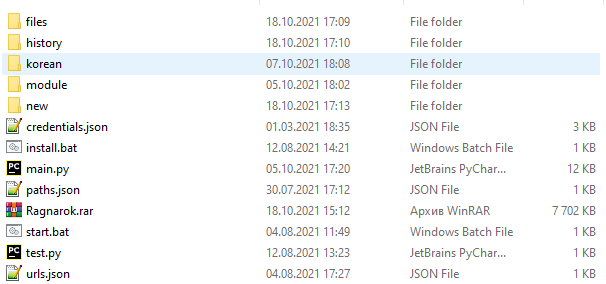 files 18.10.2021 17:09 File folder
history 18.10.2021 17:10 File folder
korean 07.10.2021 18:08 File folder
module 05.10.2021 18:02 File folder
new 18.10.2021 17:13 File folder
credentials.json 01.03.2021 18:35 JSON File 3 KB
install.bat 12.08.2021 14:21 Windows Batch File 1 KB
main.py 05.10.2021 17:20 JetBrains PyChar... 12 KB
paths.json 30.07.2021 17:12 JSON File 1 KB
Ragnarok.rar 18.10.2021 15:12 Архив WinRAR 7 702 KB
start.bat 04.08.2021 11:49 Windows Batch File 1 KB
test.py 12.08.2021 13:23 JetBrains PyChar... 1 KB
urls.json 04.08.2021 17:27 JSON File 1 KB